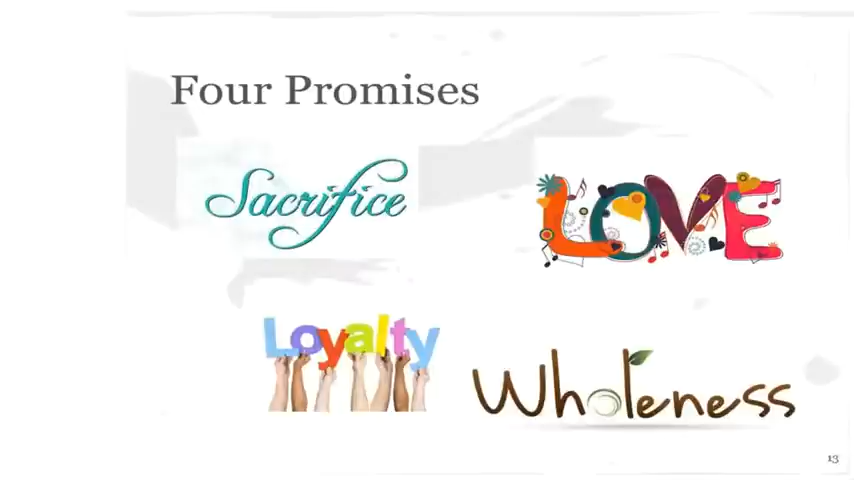 Four Promises
Sacrifice
LOVE
Loyalty
Wholeness
13